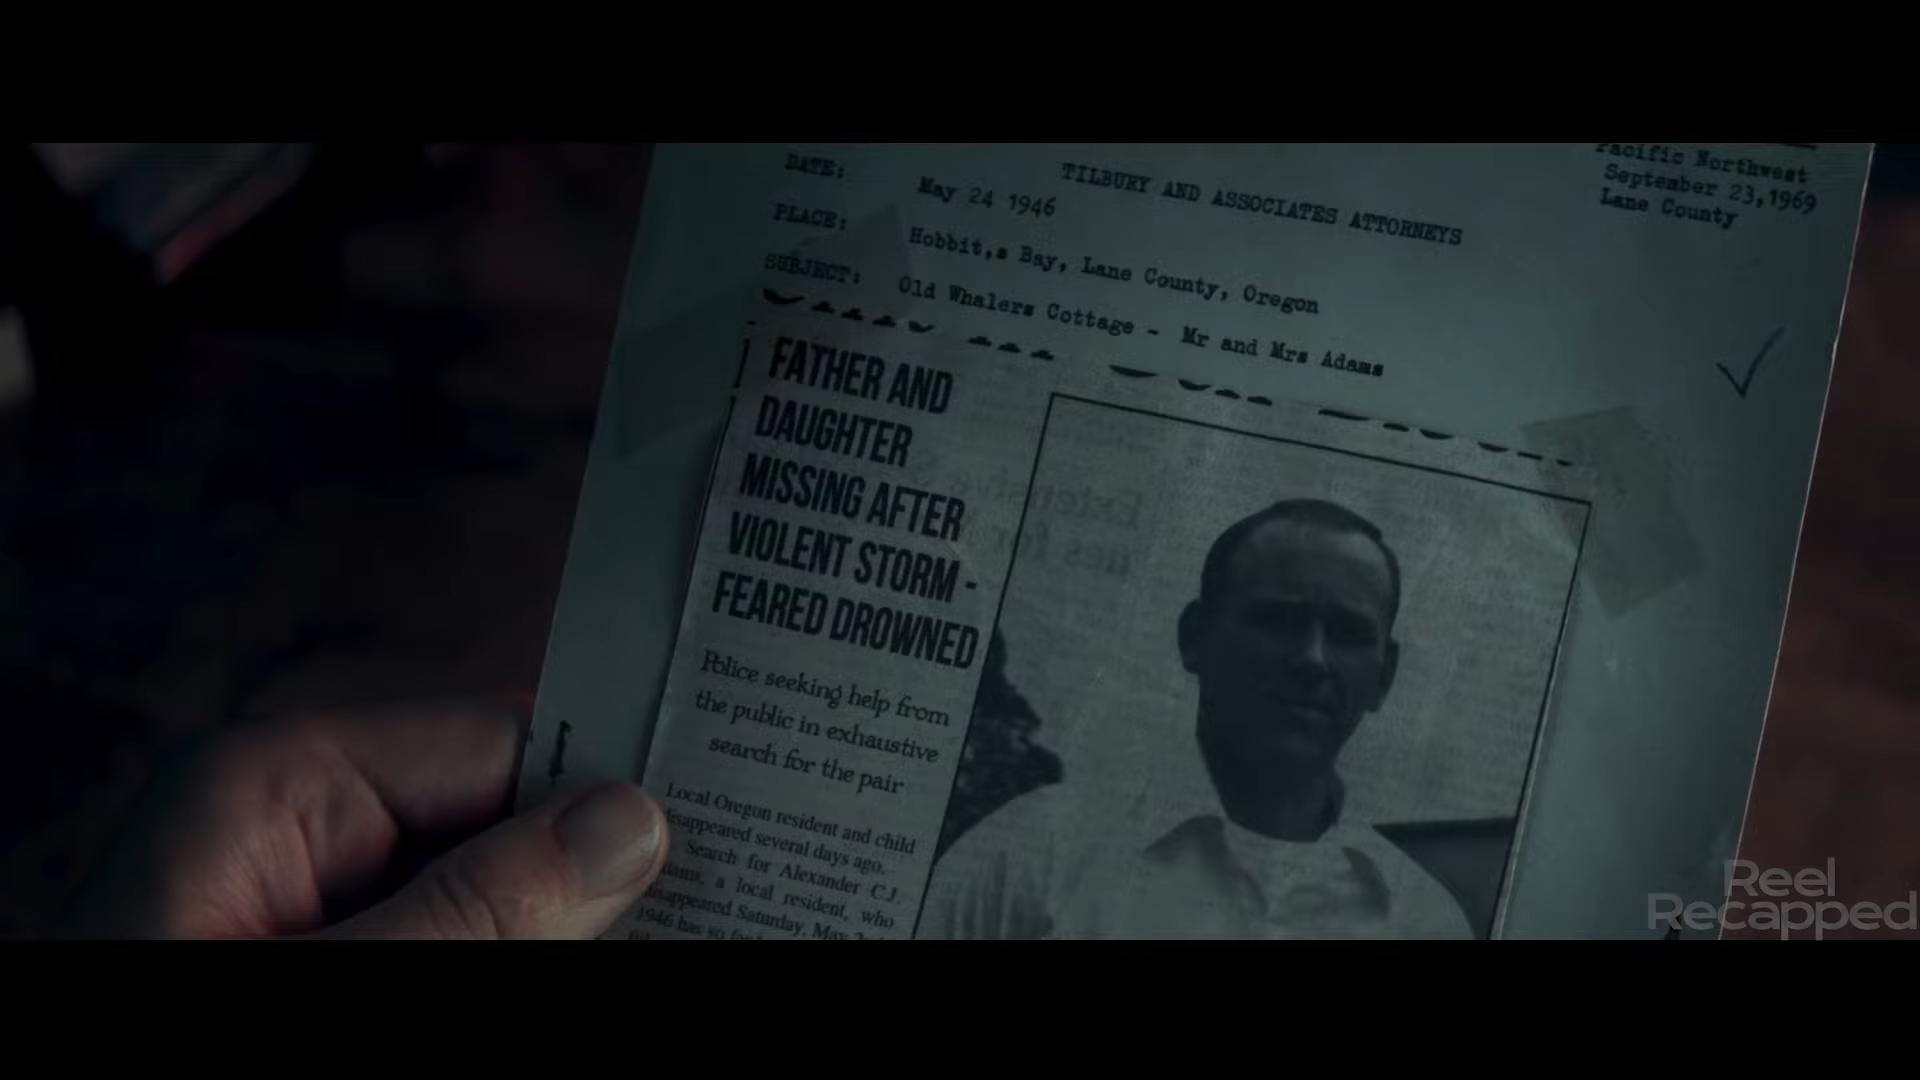 Pacific Northwest
September 23,1969
Lane County
TILBURY AND ASSOCIATES ATTORNEYS
DATE:
May 24 1946
PLACE:
Hobbit,s Bay, Lane County, Oregon
SUBJECT:
Old Whalers Cottage - Mr and Mrs Adams
FATHER AND
DAUGHTER
MISSING AFTER
VIOLENT STORM -
FEARED DROWNED
Police seeking help from
the public in exhaustive
search for the pair
Local Oregon resident and child
disappeared several days ago.
Search for Alexander C.J.
a local resident, who
disappeared Saturday, May
1946 has so
Reel
Recapped